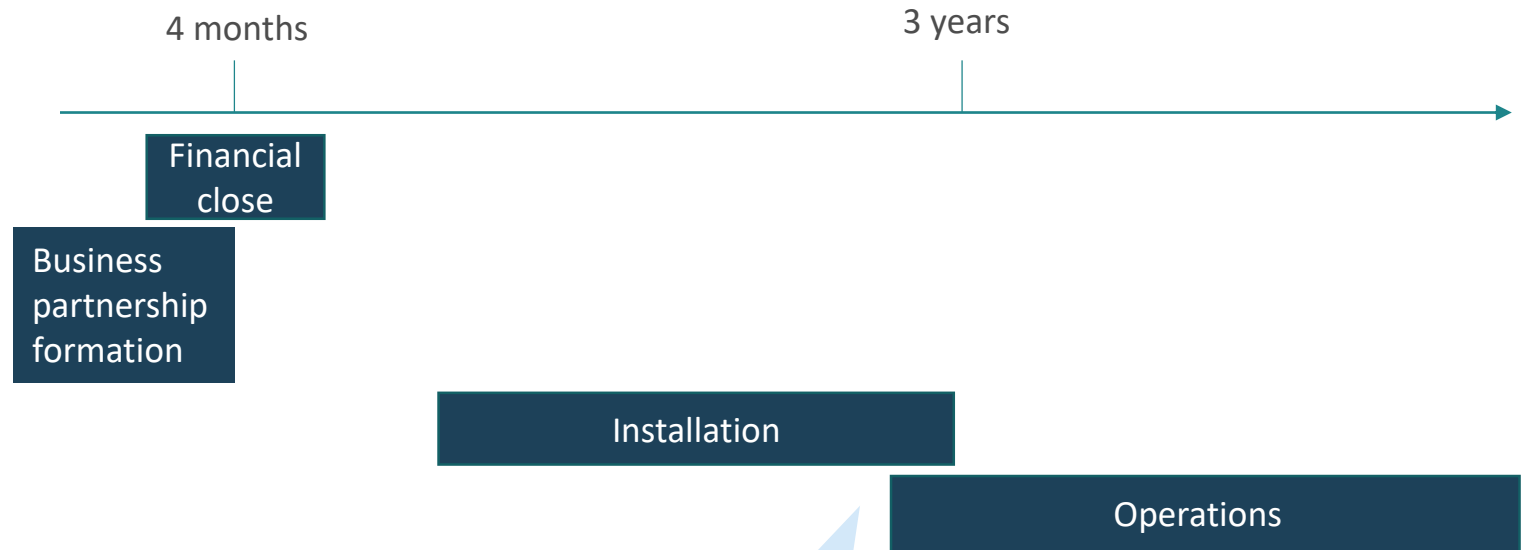 4 months
3 years
Financial
close
Business
partnership
formation
Installation
Operations